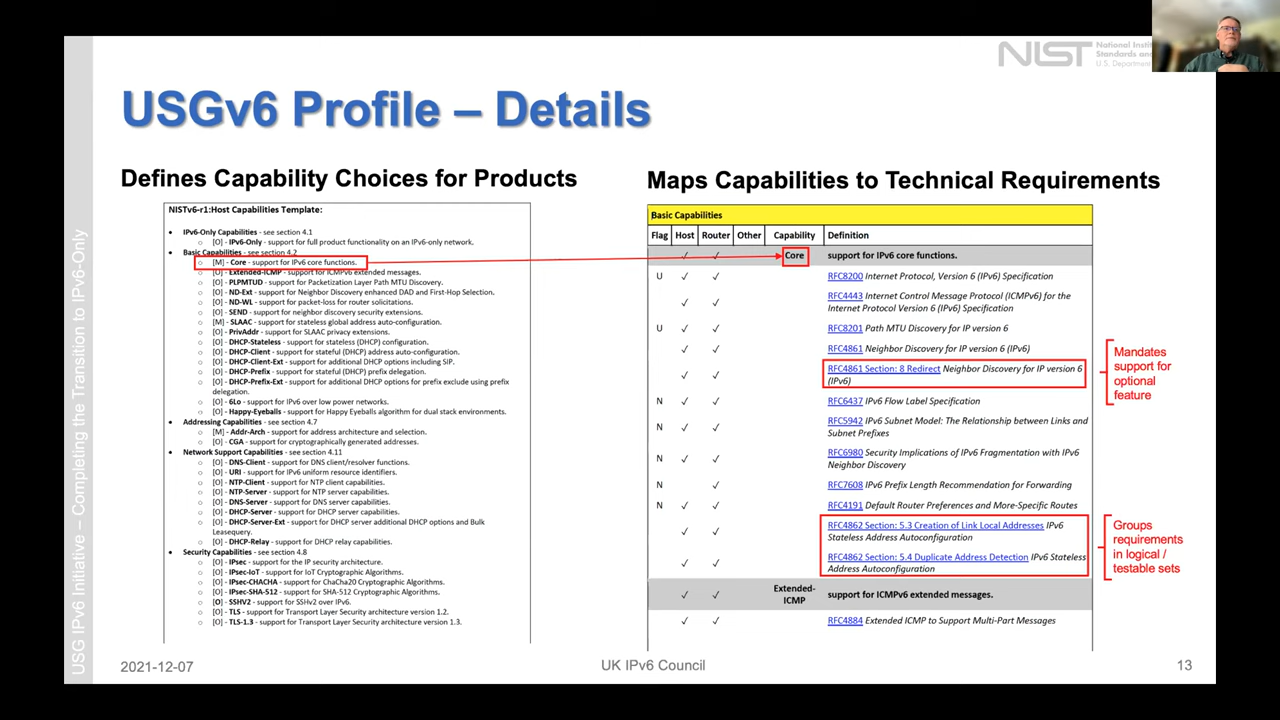 NIST National Insti
Standards and
U.S. Department
USGv6 Profile – Details
Defines Capability Choices for Products
NISTv6-r1:Host Capabilities Template:
• IPv6-Only Capabilities - see section 4.1
○ [O] - IPv6-Only - support for full product functionality on an IPv6-only network.
• Basic Capabilities - see section 4.2
○ [M] - Core - support for IPv6 core functions.
○ [O] - Extended-ICMP - support for ICMPv6 extended messages.
○ [O] - PLPMTUD - support for Packetization Layer Path MTU Discovery.
○ [O] - ND-Ext - support for Neighbor Discovery enhanced DAD and First-Hop Selection.
○ [O] - ND-WL - support for packet-loss for router solicitations.
○ [O] - SEND - support for neighbor discovery security extensions.
○ [M] - SLAAC - support for stateless global address auto-configuration.
○ [O] - PrivAddr - support for SLAAC privacy extensions.
○ [O] - DHCP-Stateless - support for stateless (DHCP) configuration.
○ [O] - DHCP-Client - support for stateful (DHCP) address auto-configuration.
○ [O] - DHCP-Client-Ext - support for additional DHCP options including SIP.
○ [O] - DHCP-Prefix - support for stateful (DHCP) prefix delegation.
○ [O] - DHCP-Prefix-Ext - support for additional DHCP options for prefix exclude using prefix
delegation.
○ [O] - 6Lo - support for IPv6 over low power networks.
○ [O] - Happy-Eyeballs - support for Happy Eyeballs algorithm for dual stack environments.
• Addressing Capabilities - see section 4.7
○ [M] - Addr-Arch - support for address architecture and selection.
○ [O] - CGA - support for cryptographically generated addresses.
• Network Support Capabilities - see section 4.11
○ [O] - DNS-Client - support for DNS client/resolver functions.
○ [O] - URI - support for IPv6 uniform resource identifiers.
○ [O] - NTP-Client - support for NTP client capabilities.
○ [O] - NTP-Server - support for NTP server capabilities.
○ [O] - DNS-Server - support for DNS server capabilities.
○ [O] - DHCP-Server - support for DHCP server capabilities.
○ [O] - DHCP-Server-Ext - support for DHCP server additional DHCP options and Bulk
Leasequery.
○ [O] - DHCP-Relay - support for DHCP relay capabilities.
• Security Capabilities - see section 4.8
○ [O] - IPsec - support for the IP security architecture.
○ [O] - IPsec-IoT - support for IoT Cryptographic Algorithms.
○ [O] - IPsec-CHACHA - support for ChaCha20 Cryptographic Algorithms.
○ [O] - IPsec-SHA-512 - support for SHA-512 Cryptographic Algorithms.
○ [O] - SSHV2 - support for SSHv2 over IPv6.
○ [O] - TLS - support for Transport Layer Security architecture version 1.2.
○ [O] - TLS-1.3 - support for Transport Layer Security architecture version 1.3.
Maps Capabilities to Technical Requirements
Basic Capabilities
Flag Host Router Other Capability Definition
✓ ✓ Core support for IPv6 core functions.
U ✓ ✓ RFC8200 Internet Protocol, Version 6 (IPv6) Specification
✓ ✓ RFC4443 Internet Control Message Protocol (ICMPv6) for the
Internet Protocol Version 6 (IPv6) Specification
U ✓ ✓ RFC8201 Path MTU Discovery for IP version 6
✓ ✓ RFC4861 Neighbor Discovery for IP version 6 (IPv6)
✓ ✓ RFC4861 Section: 8 Redirect Neighbor Discovery for IP version 6
(IPv6)
N ✓ ✓ RFC6437 IPv6 Flow Label Specification
N ✓ ✓ RFC5942 IPv6 Subnet Model: The Relationship between Links and
Subnet Prefixes
N ✓ ✓ RFC6980 Security Implications of IPv6 Fragmentation with IPv6
Neighbor Discovery
N ✓ RFC7608 IPv6 Prefix Length Recommendation for Forwarding
N ✓ ✓ RFC4191 Default Router Preferences and More-Specific Routes
✓ ✓ RFC4862 Section: 5.3 Creation of Link Local Addresses IPv6
Stateless Address Autoconfiguration
✓ ✓ RFC4862 Section: 5.4 Duplicate Address Detection IPv6 Stateless
Address Autoconfiguration
✓ ✓ Extended-
ICMP support for ICMPv6 extended messages.
✓ ✓ RFC4884 Extended ICMP to Support Multi-Part Messages
Mandates
support for
optional
feature
Groups
requirements
in logical /
testable sets
USG IPv6 Initiative – Completing the Transition to IPv6-Only
2021-12-07
UK IPv6 Council
13